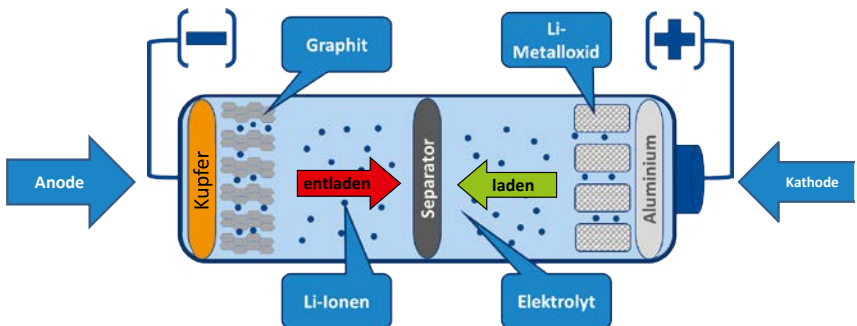 Graphit
Li-
Metalloxid
Anode
Kupfer
entladen
Separator
laden
Aluminium
Kathode
Li-Ionen
Elektrolyt